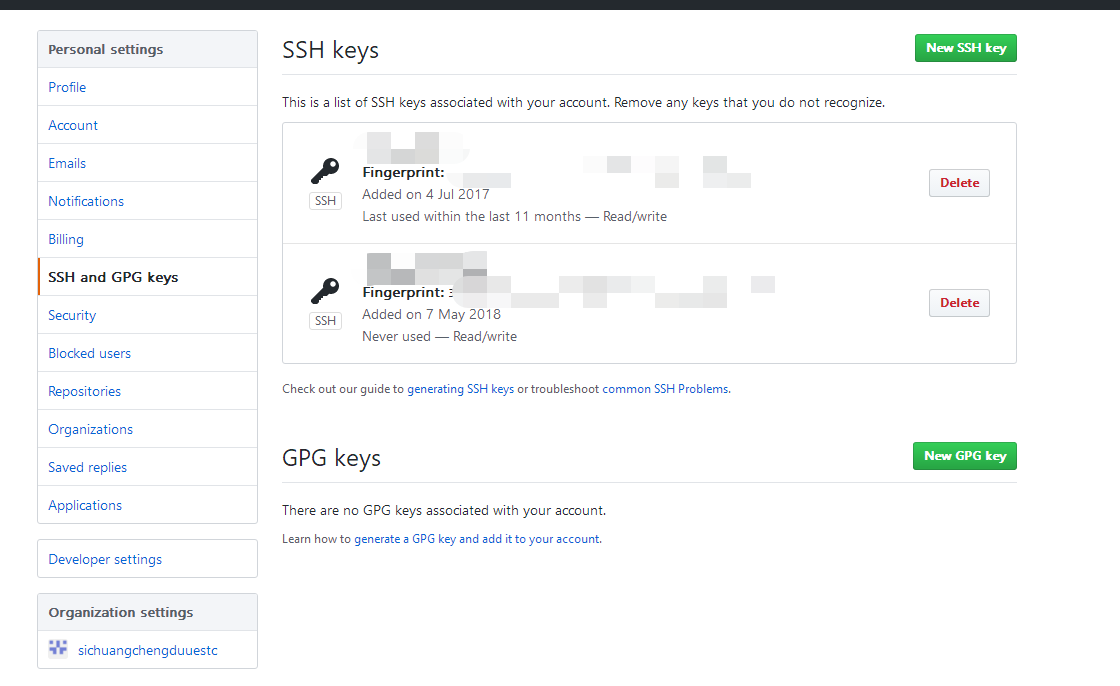 Personal settings
Profile
Account
Emails
Notifications
Billing
SSH and GPG keys
Security
Blocked users
Repositories
Organizations
Saved replies
Applications
Developer settings
Organization settings
sichuangchengduuestc
SSH keys
New SSH key
This is a list of SSH keys associated with your account. Remove any keys that you do not recognize.
SSH
Fingerprint:
Added on 4 Jul 2017
Last used within the last 11 months — Read/write
Delete
SSH
Fingerprint:
Added on 7 May 2018
Never used — Read/write
Delete
Check out our guide to generating SSH keys or troubleshoot common SSH Problems.
GPG keys
New GPG key
There are no GPG keys associated with your account.
Learn how to generate a GPG key and add it to your account.